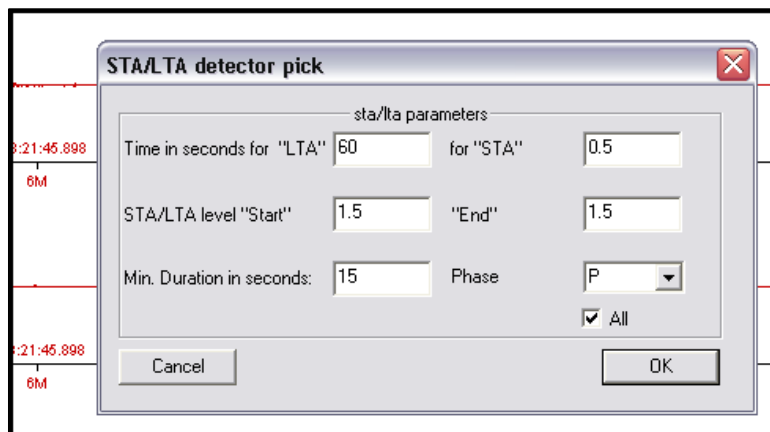 STA/LTA detector pick
sta/lta parameters
Time in seconds for "LTA" 60 for "STA" 0.5
STA/LTA level "Start" 1.5 "End" 1.5
Min. Duration in seconds: 15 Phase P
All
Cancel OK
:21:45.898
6M
:21:45.898
6M